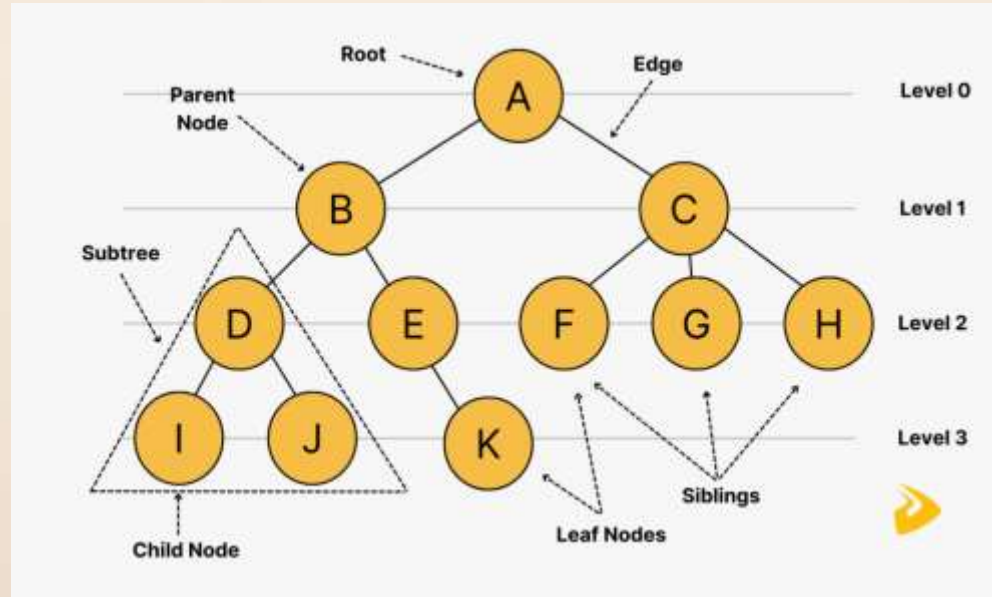 Root
A
Edge
Level 0
Parent
Node
B
C
Level 1
Subtree
D
E
F
G
H
Level 2
I
J
K
Level 3
Siblings
Leaf Nodes
Child Node